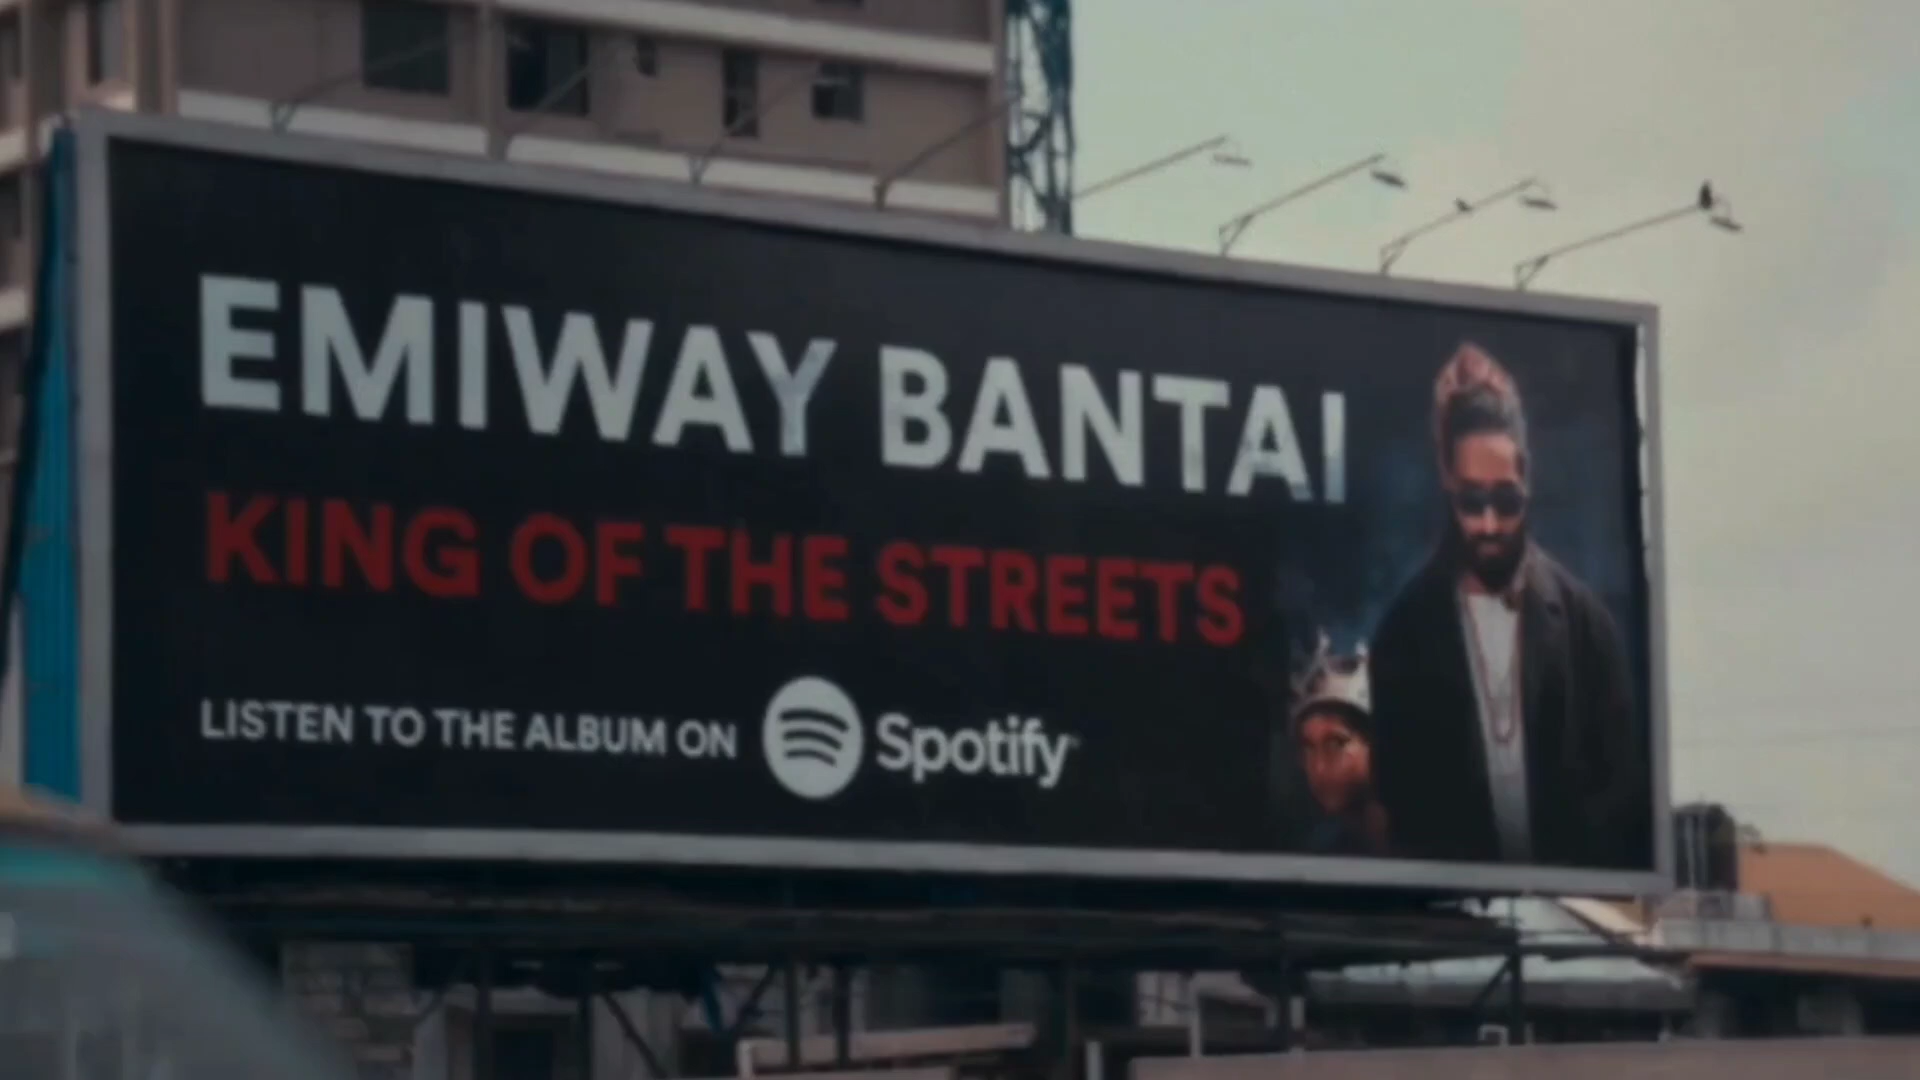 EMIWAY BANTAI
KING OF THE STREETS
LISTEN TO THE ALBUM ON Spotify